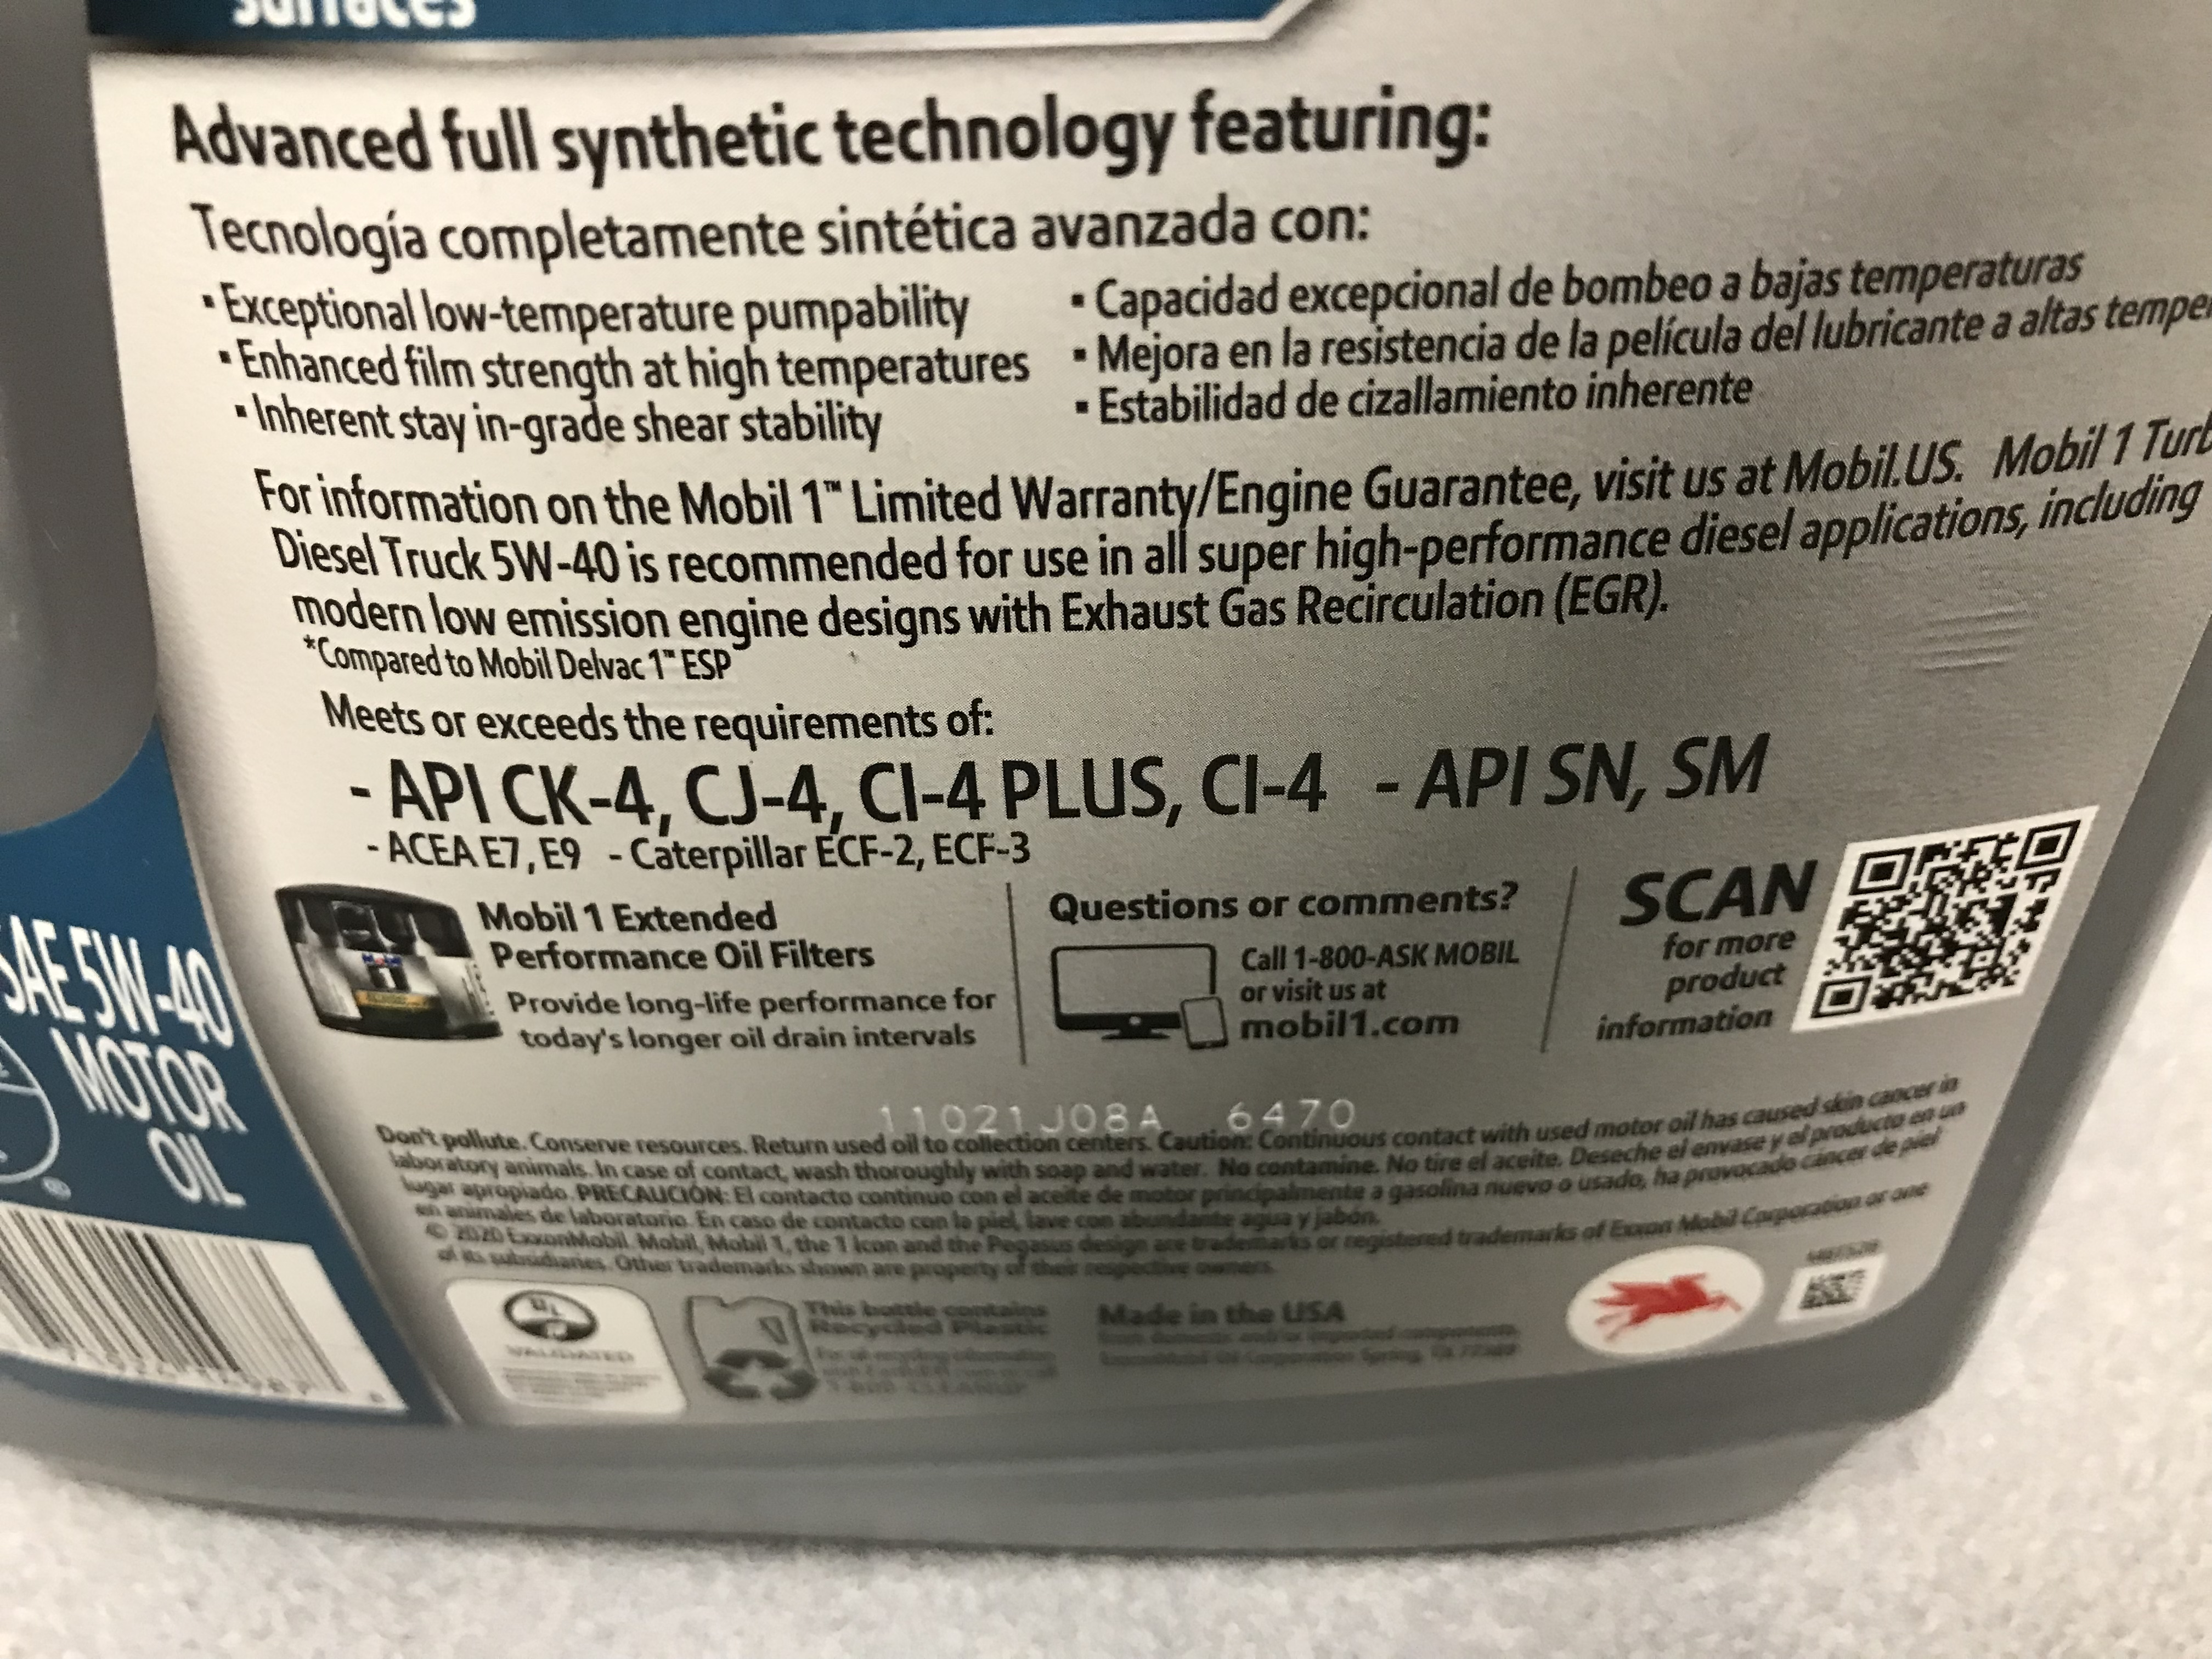 surfaces
Advanced full synthetic technology featuring:
Tecnología completamente sintética avanzada con:
▪ Exceptional low-temperature pumpability
▪ Enhanced film strength at high temperatures
▪ Inherent stay in-grade shear stability
▪ Capacidad excepcional de bombeo a bajas temperaturas
▪ Mejora en la resistencia de la película del lubricante a altas temper
▪ Estabilidad de cizallamiento inherente
For information on the Mobil 1™ Limited Warranty/Engine Guarantee, visit us at Mobil.US. Mobil 1 Turb
Diesel Truck 5W-40 is recommended for use in all super high-performance diesel applications, including
modern low emission engine designs with Exhaust Gas Recirculation (EGR).
*Compared to Mobil Delvac 1™ ESP
Meets or exceeds the requirements of:
- API CK-4, CJ-4, CI-4 PLUS, CI-4 - API SN, SM
- ACEA E7, E9 - Caterpillar ECF-2, ECF-3
SAE 5W-40
MOTOR
OIL
®
Mobil 1 Extended
Performance Oil Filters
Provide long-life performance for
today's longer oil drain intervals
Questions or comments?
Call 1-800-ASK MOBIL
or visit us at
mobil1.com
SCAN
for more
product
information
11021J08A 6470
Don't pollute. Conserve resources. Return used oil to collection centers. Caution: Continuous contact with used motor oil has caused skin cancer in
laboratory animals. In case of contact, wash thoroughly with soap and water. No contamine. No tire el aceite. Deseche el envase y el producto en un
lugar apropiado. PRECAUCIÓN: El contacto continuo con el aceite de motor principalmente a gasolina nuevo o usado, ha provocado cáncer de piel
en animales de laboratorio. En caso de contacto con la piel, lave con abundante agua y jabón.
© 2020 ExxonMobil. Mobil, Mobil 1, the 1 Icon and the Pegasus design are trademarks or registered trademarks of Exxon Mobil Corporation or one
of its subsidiaries. Other trademarks shown are property of their respective owners.
UL
VALIDATED
This bottle contains
Recycled Plastic
Made in the USA